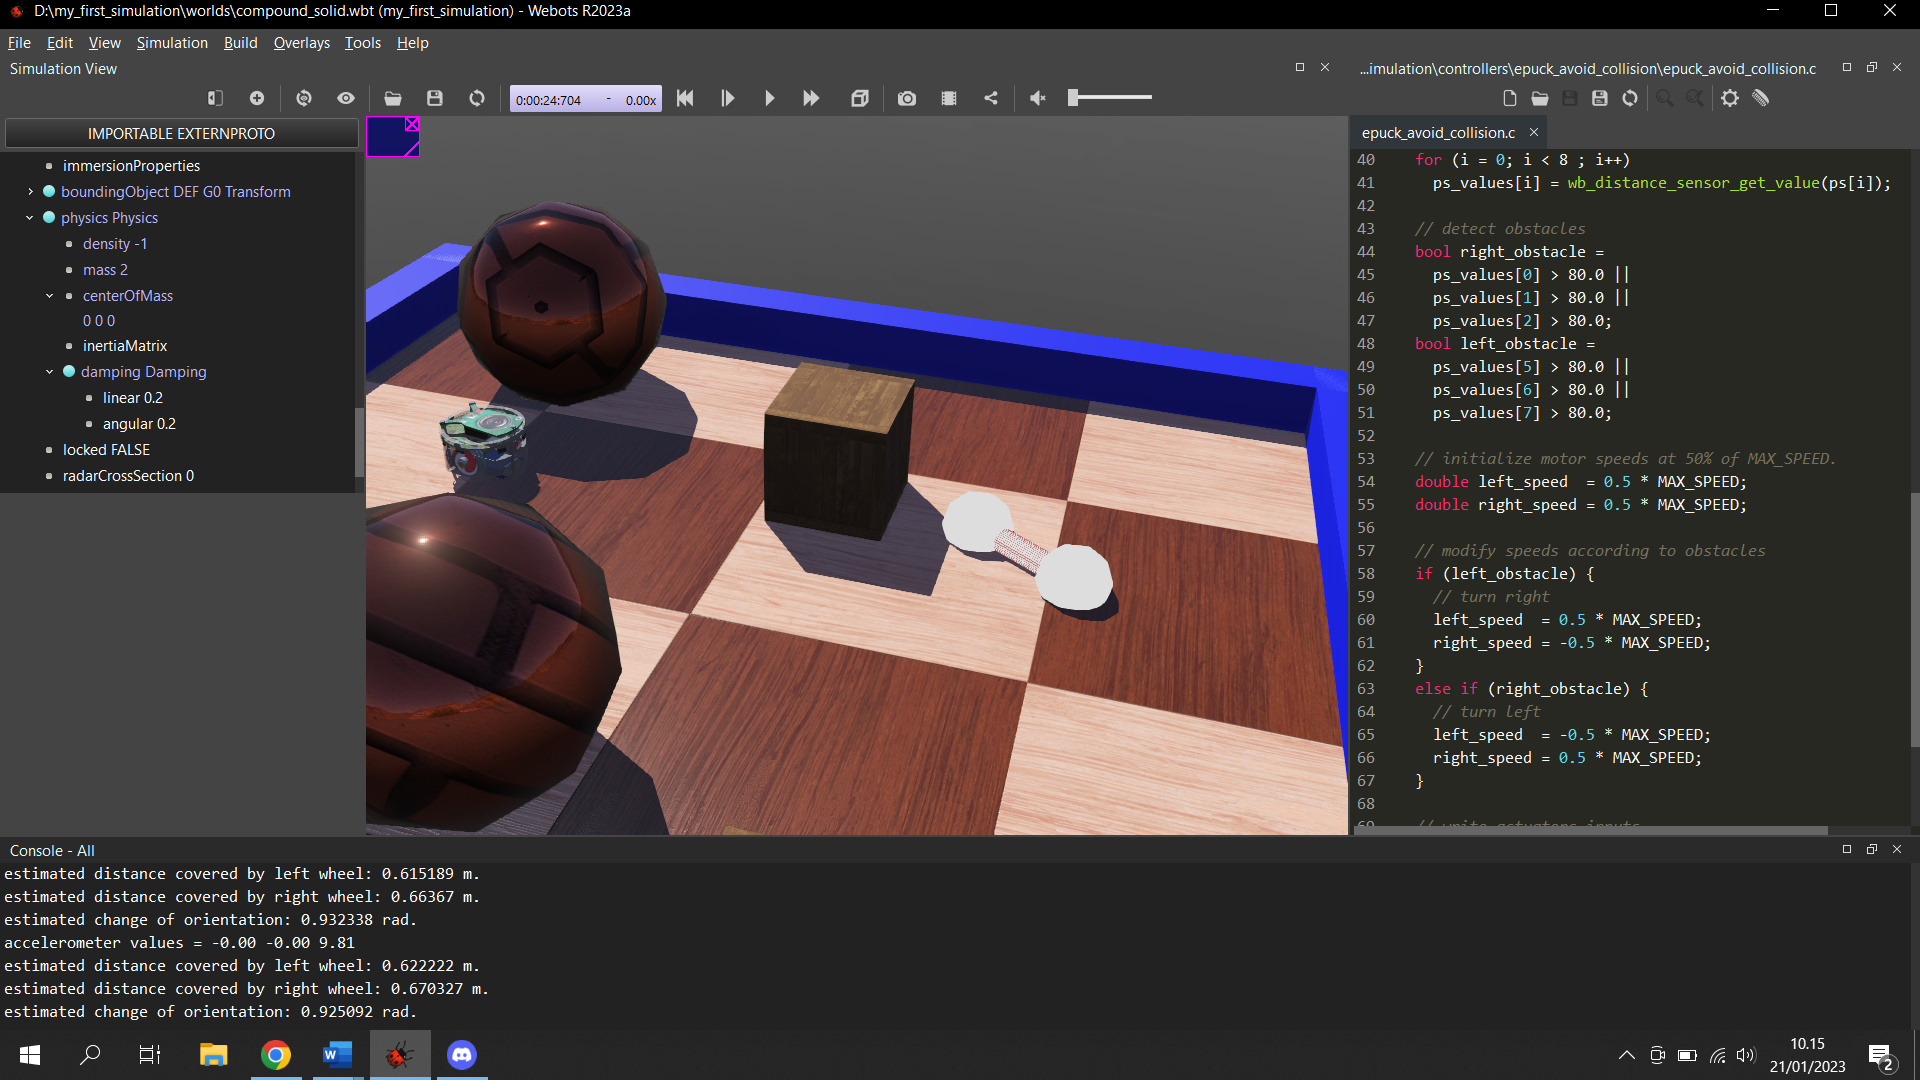 D:\my_first_simulation\worlds\compound_solid.wbt (my_first_simulation) - Webots R2023a
File Edit View Simulation Build Overlays Tools Help
Simulation View
...imulation\controllers\epuck_avoid_collision\epuck_avoid_collision.c
0:00:24:704 - 0.00x
IMPORTABLE EXTERNPROTO
immersionProperties
boundingObject DEF G0 Transform
physics Physics
density -1
mass 2
centerOfMass
0 0 0
inertiaMatrix
damping Damping
linear 0.2
angular 0.2
locked FALSE
radarCrossSection 0
epuck_avoid_collision.c
40 for (i = 0; i < 8 ; i++)
41 ps_values[i] = wb_distance_sensor_get_value(ps[i]);
42
43 // detect obstacles
44 bool right_obstacle =
45 ps_values[0] > 80.0 ||
46 ps_values[1] > 80.0 ||
47 ps_values[2] > 80.0;
48 bool left_obstacle =
49 ps_values[5] > 80.0 ||
50 ps_values[6] > 80.0 ||
51 ps_values[7] > 80.0;
52
53 // initialize motor speeds at 50% of MAX_SPEED.
54 double left_speed = 0.5 * MAX_SPEED;
55 double right_speed = 0.5 * MAX_SPEED;
56
57 // modify speeds according to obstacles
58 if (left_obstacle) {
59 // turn right
60 left_speed = 0.5 * MAX_SPEED;
61 right_speed = -0.5 * MAX_SPEED;
62 }
63 else if (right_obstacle) {
64 // turn left
65 left_speed = -0.5 * MAX_SPEED;
66 right_speed = 0.5 * MAX_SPEED;
67 }
68
69 // write actuators inputs
Console - All
estimated distance covered by left wheel: 0.615189 m.
estimated distance covered by right wheel: 0.66367 m.
estimated change of orientation: 0.932338 rad.
accelerometer values = -0.00 -0.00 9.81
estimated distance covered by left wheel: 0.622222 m.
estimated distance covered by right wheel: 0.670327 m.
estimated change of orientation: 0.925092 rad.
W
10.15
21/01/2023
2